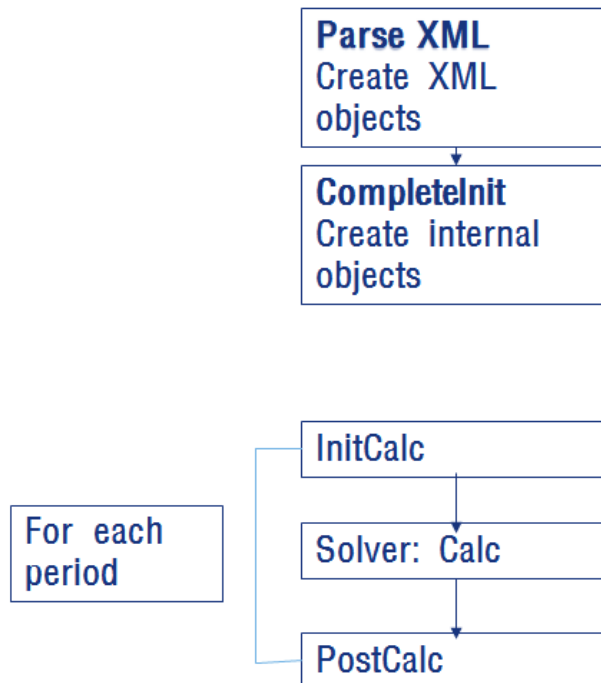 Parse XML
Create XML
objects
CompleteInit
Create internal
objects
InitCalc
For each
period
Solver: Calc
PostCalc